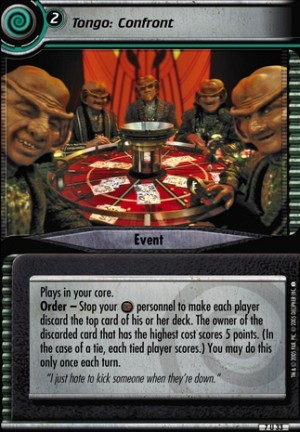 2
Tongo: Confront
Event
Plays in your core.
Order – Stop your personnel to make each player
discard the top card of his or her deck. The owner of the
discarded card that has the highest cost scores 5 points. (In
the case of a tie, each tied player scores.) You may do this
only once each turn.
"I just hate to kick someone when they're down."
7 U 33